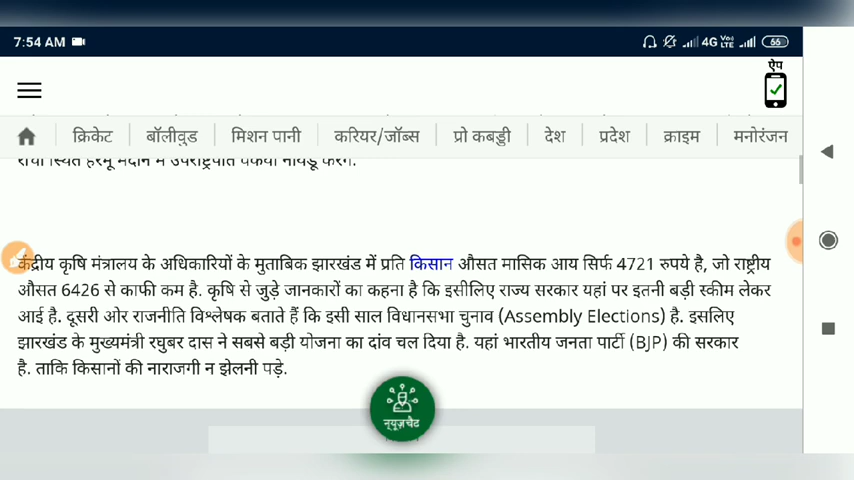 7:54 AM
4G VoLTE 66
ऐप
क्रिकेट
बॉलीवुड
मिशन पानी
करियर/जॉब्स
प्रो कबड्डी
देश
प्रदेश
क्राइम
मनोरंजन
केंद्रीय कृषि मंत्रालय के अधिकारियों के मुताबिक झारखंड में प्रति किसान औसत मासिक आय सिर्फ 4721 रुपये है, जो राष्ट्रीय
औसत 6426 से काफी कम है. कृषि से जुड़े जानकारों का कहना है कि इसीलिए राज्य सरकार यहां पर इतनी बड़ी स्कीम लेकर
आई है. दूसरी ओर राजनीति विश्लेषक बताते हैं कि इसी साल विधानसभा चुनाव (Assembly Elections) है. इसलिए
झारखंड के मुख्यमंत्री रघुबर दास ने सबसे बड़ी योजना का दांव चल दिया है. यहां भारतीय जनता पार्टी (BJP) की सरकार
है. ताकि किसानों की नाराजगी न झेलनी पड़े.
न्यूज़चैट